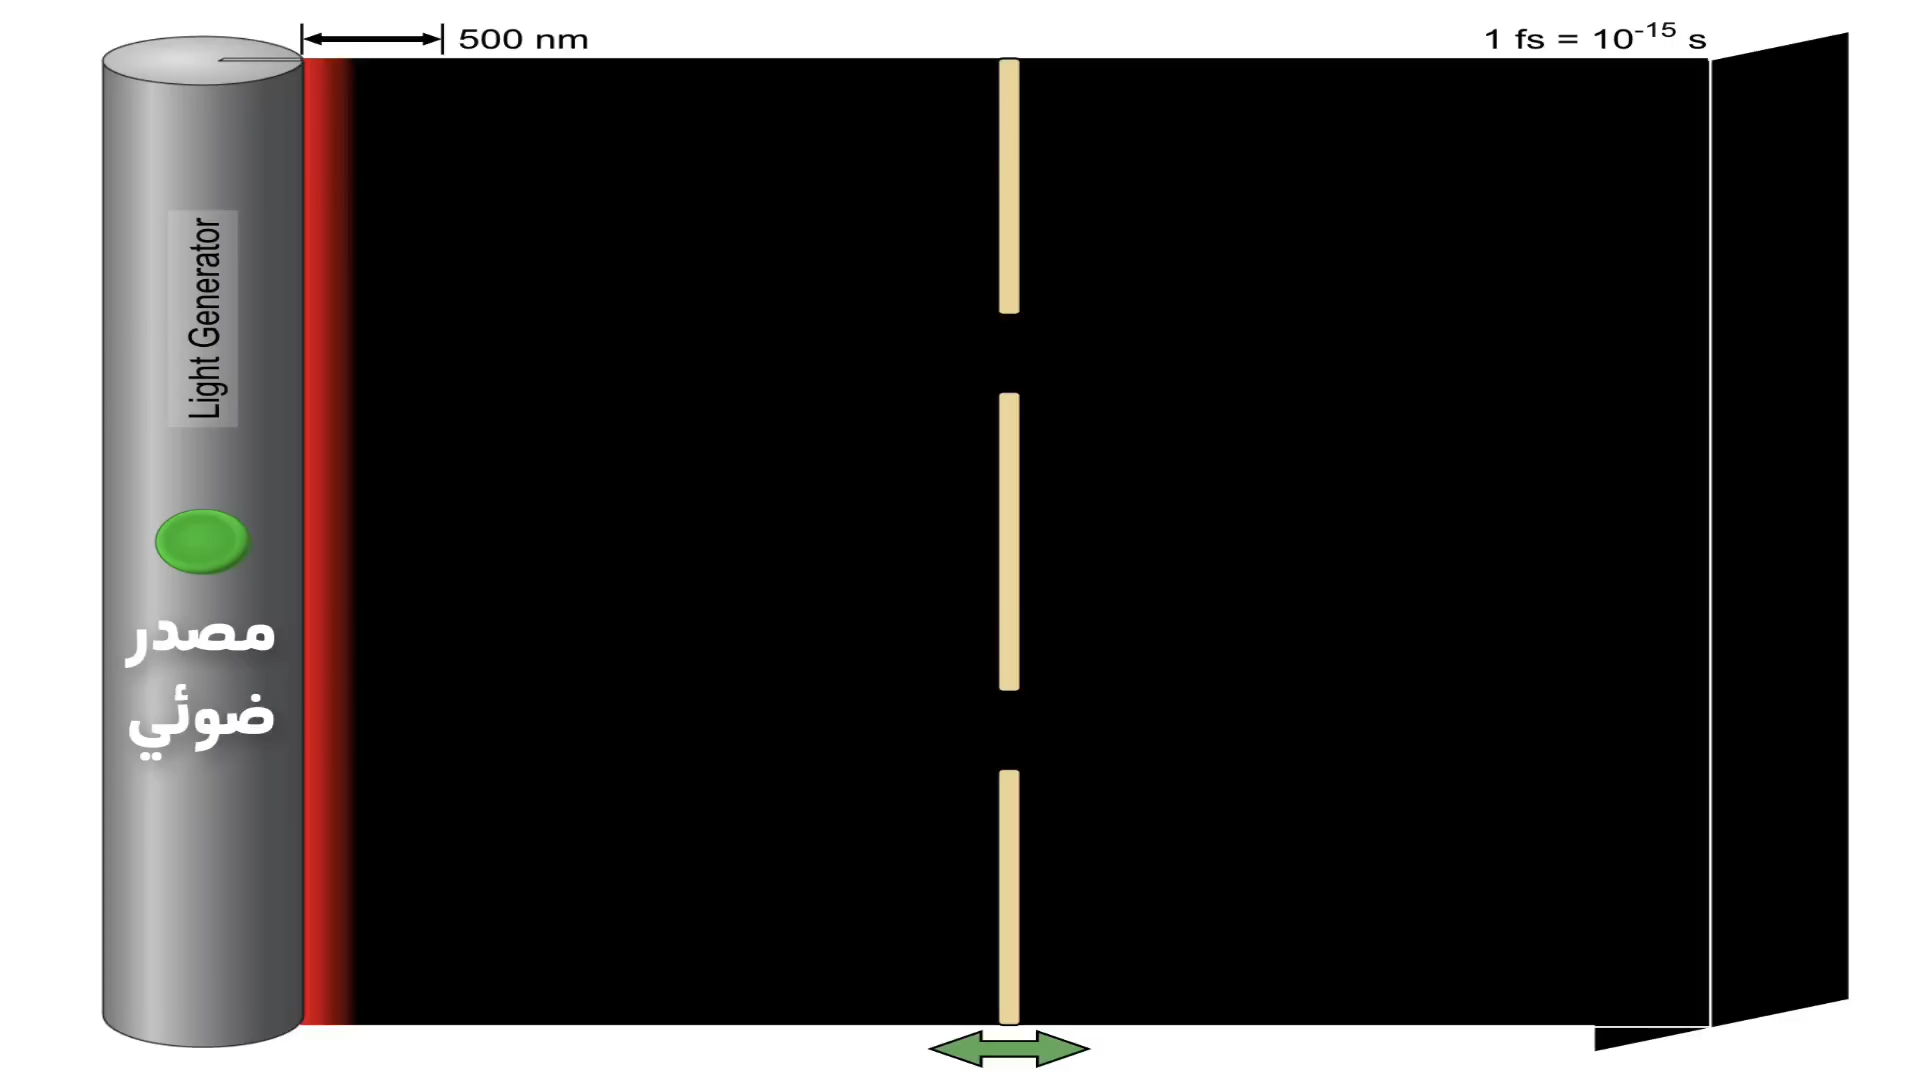 500 nm
1 fs = 10⁻¹⁵ s
Light Generator
مصدر
ضوئي